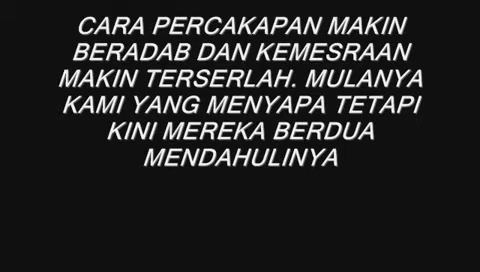 CARA PERCAKAPAN MAKIN
BERADAB DAN KEMESRAAN
MAKIN TERSERLAH. MULANYA
KAMI YANG MENYAPA TETAPI
KINI MEREKA BERDUA
MENDAHULINYA